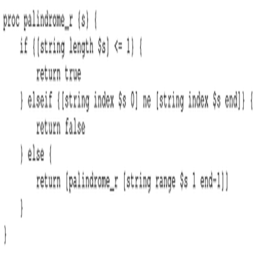 proc palindrome_r {s} {
    if {[string length $s] <= 1} {
        return true
    } elseif {[string index $s 0] ne [string index $s end]} {
        return false
    } else {
        return [palindrome_r [string range $s 1 end-1]]
    }
}